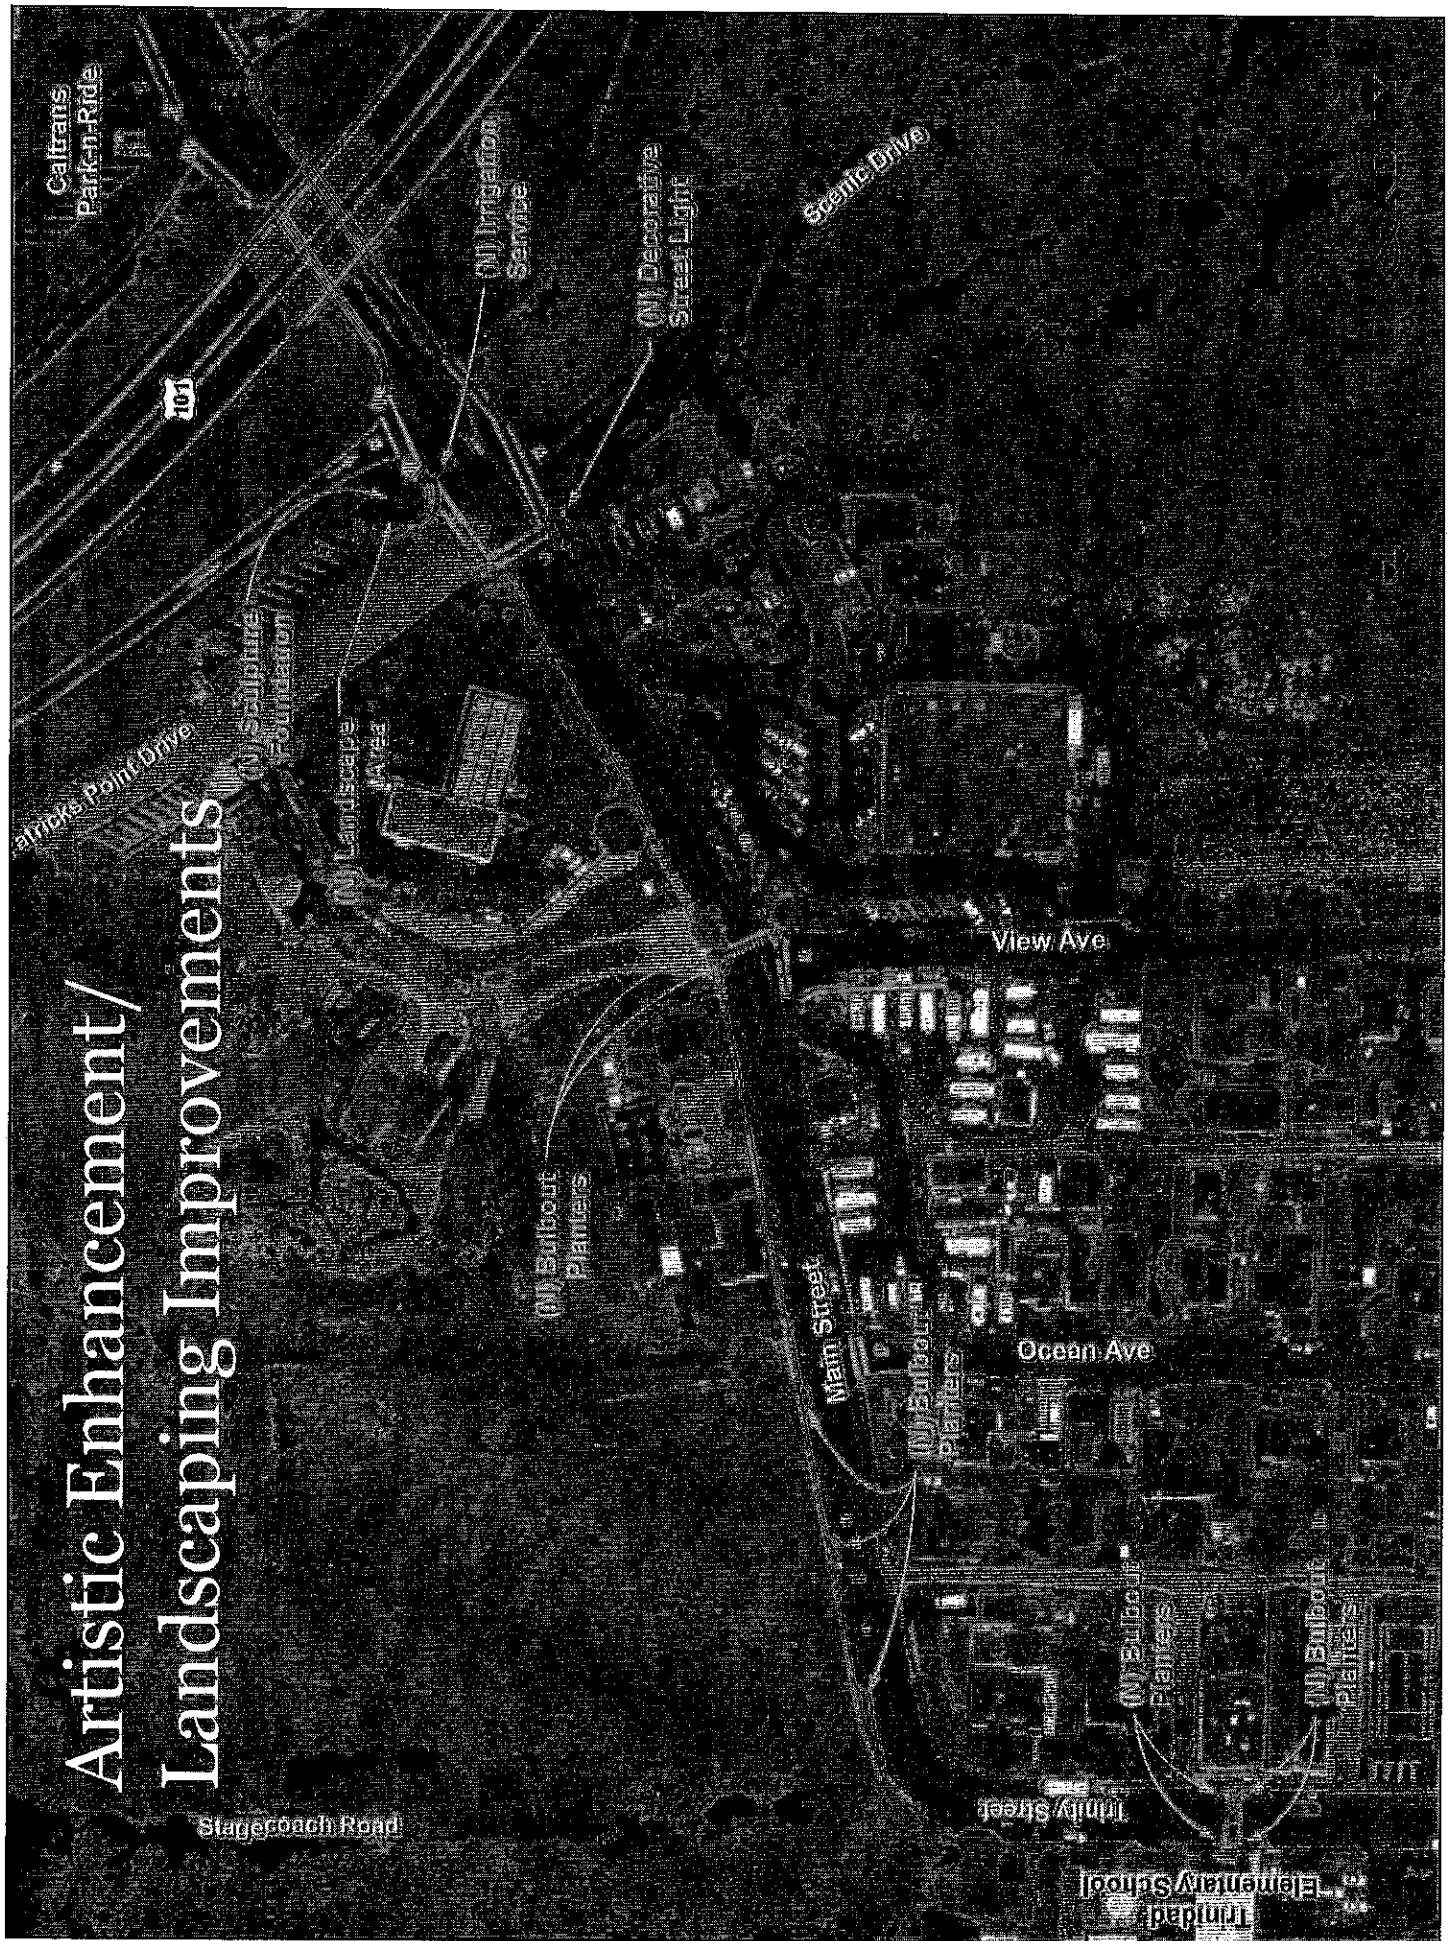 Artistic Enhancement/
Landscaping Improvements
Caltrans
Park-n-Ride
101
(N) Irrigation
Service
(N) Decorative
Street Light
Scenic Drive
(N) Sculpture
Foundation
atricks Point Drive
(N) Landscape
Area
View Ave
(N) Bulbout
Planters
Main Street
(N) Bulbout
Planters
Ocean Ave
(N) Bulbout
Planters
(N) Bulbout
Planters
Stagecoach Road
Trinity Street
Trinidad
Elementary School